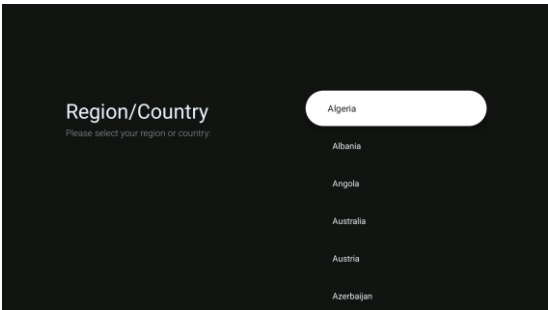 Region/Country
Please select your region or country:
Algeria
Albania
Angola
Australia
Austria
Azerbaijan